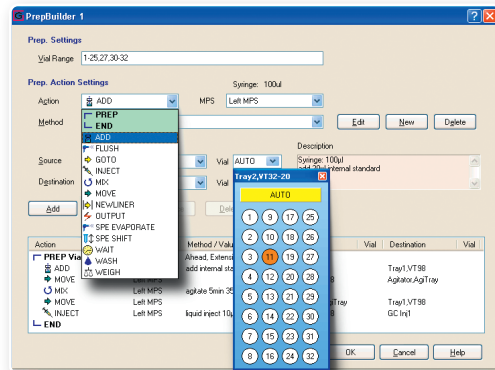 PrepBuilder 1
Prep. Settings
Vial Range 1-25,27,30-32
Prep. Action Settings
Syringe: 100ul
Action ADD MPS Left MPS
Method Edit New Delete
PREP
END
ADD
FLUSH
GOTO
INJECT
MIX
MOVE
NEWLINER
OUTPUT
SPE EVAPORATE
SPE SHIFT
WAIT
WASH
WEIGH
Description
Source Vial AUTO Syringe: 100µl
internal standard
Destination Vial
Add
Tray2,VT32-20
AUTO
1 9 17 25
2 10 18 26
3 11 19 27
4 12 20 28
5 13 21 29
6 14 22 30
7 15 23 31
8 16 24 32
Action Method / Valu Vial Destination Vial
PREP Via Ahead, Extensi
ADD Left MPS add internal sta Tray1,VT98
MOVE Left MPS Agitator,AgiTray
MIX Left MPS agitate 5min 35
MOVE Left MPS Tray1,VT98
INJECT Left MPS liquid inject 10µ GC Inj1
END
OK Cancel Help